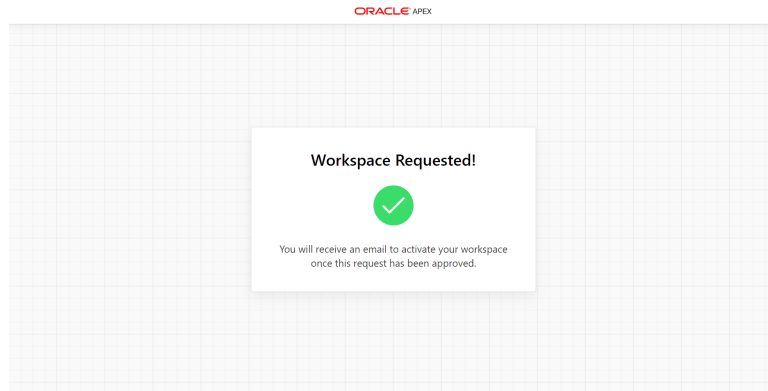 ORACLE APEX
Workspace Requested!
You will receive an email to activate your workspace
once this request has been approved.